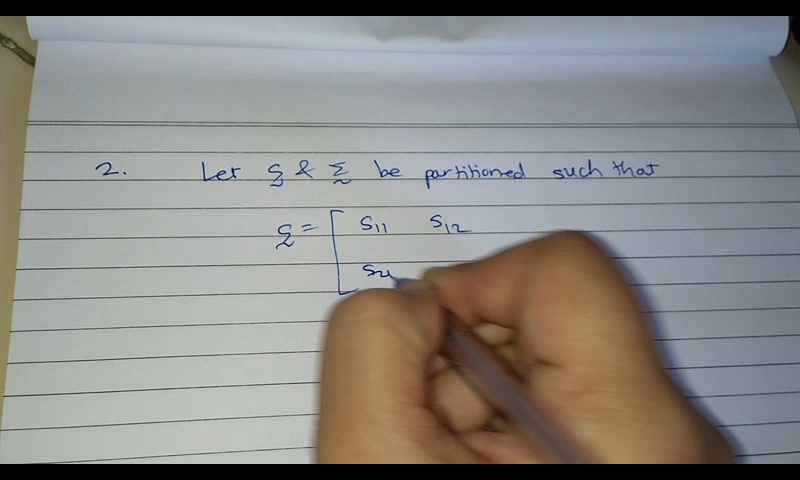 2. Let S & Σ be partitioned such that
S = [ S11 S12
S21